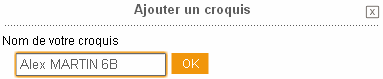 Ajouter un croquis x
Nom de votre croquis
Alex MARTIN 6B OK